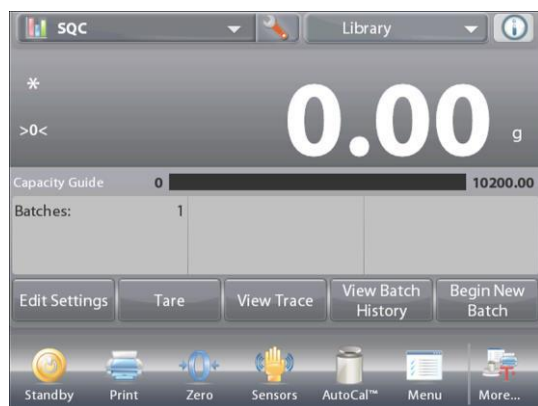 SQC Library
*
>0<
0.00 g
Capacity Guide 0 10200.00
Batches: 1
Edit Settings Tare View Trace View Batch History Begin New Batch
Standby Print Zero Sensors AutoCal™ Menu More...